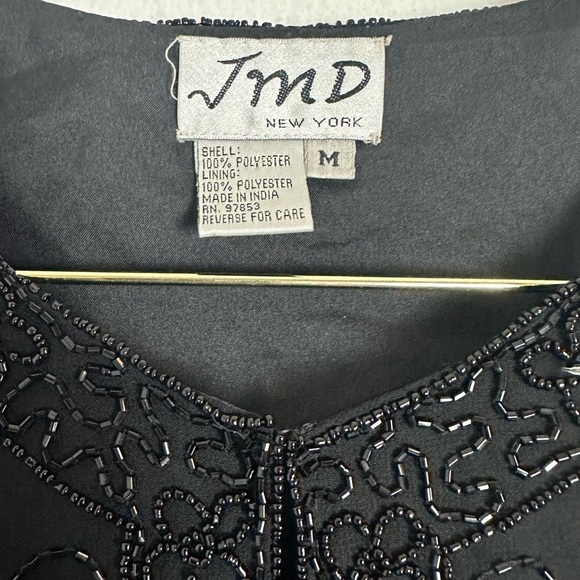 JMD
NEW YORK
M
SHELL:
100% POLYESTER
LINING:
100% POLYESTER
MADE IN INDIA
RN. 97853
REVERSE FOR CARE